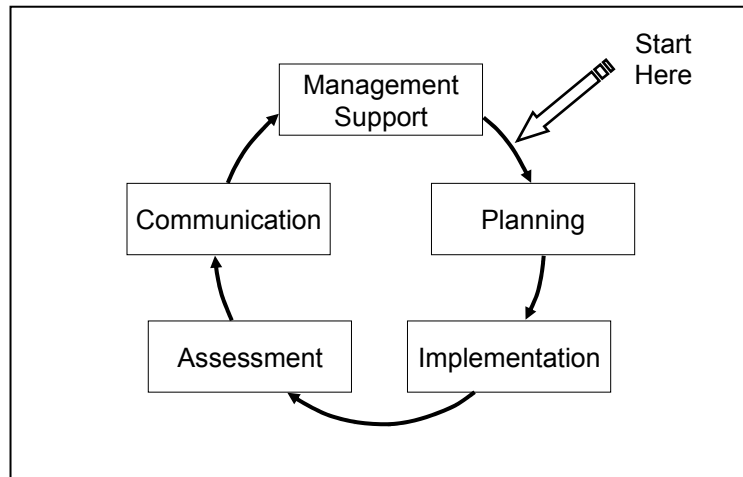 Start
Here
Management
Support
Planning
Implementation
Assessment
Communication